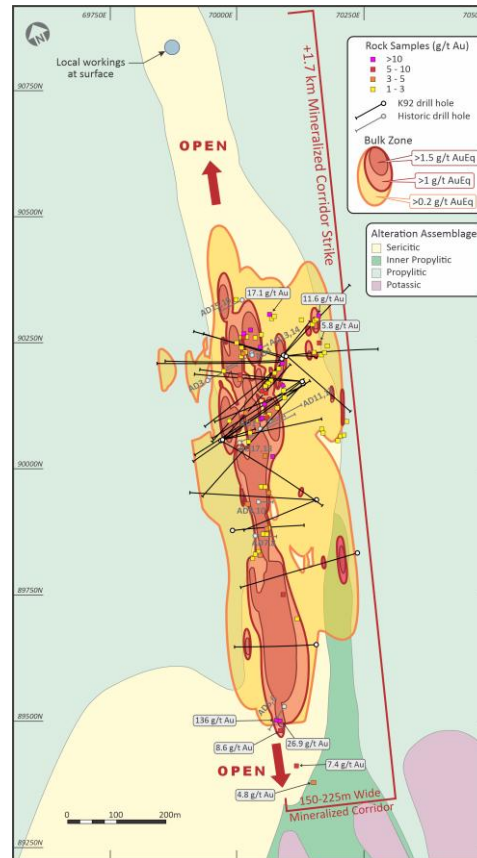 69750E
70000E
70250E
7050
N
Local workings
at surface
90750N
OPEN
+1.7 km Mineralized Corridor Strike
Rock Samples (g/t Au)
>10
5 - 10
3 - 5
1 - 3
K92 drill hole
Historic drill hole
Bulk Zone
>1.5 g/t AuEq
>1 g/t AuEq
>0.2 g/t AuEq
Alteration Assemblage
Sericitic
Inner Propylitic
Propylitic
Potassic
90500N
17.1 g/t Au
11.6 g/t Au
5.8 g/t Au
90250N
90000N
89750N
89500N
136 g/t Au
8.6 g/t Au
26.9 g/t Au
7.4 g/t Au
OPEN
4.8 g/t Au
150-225m Wide
Mineralized Corridor
0
100
200m
89250N